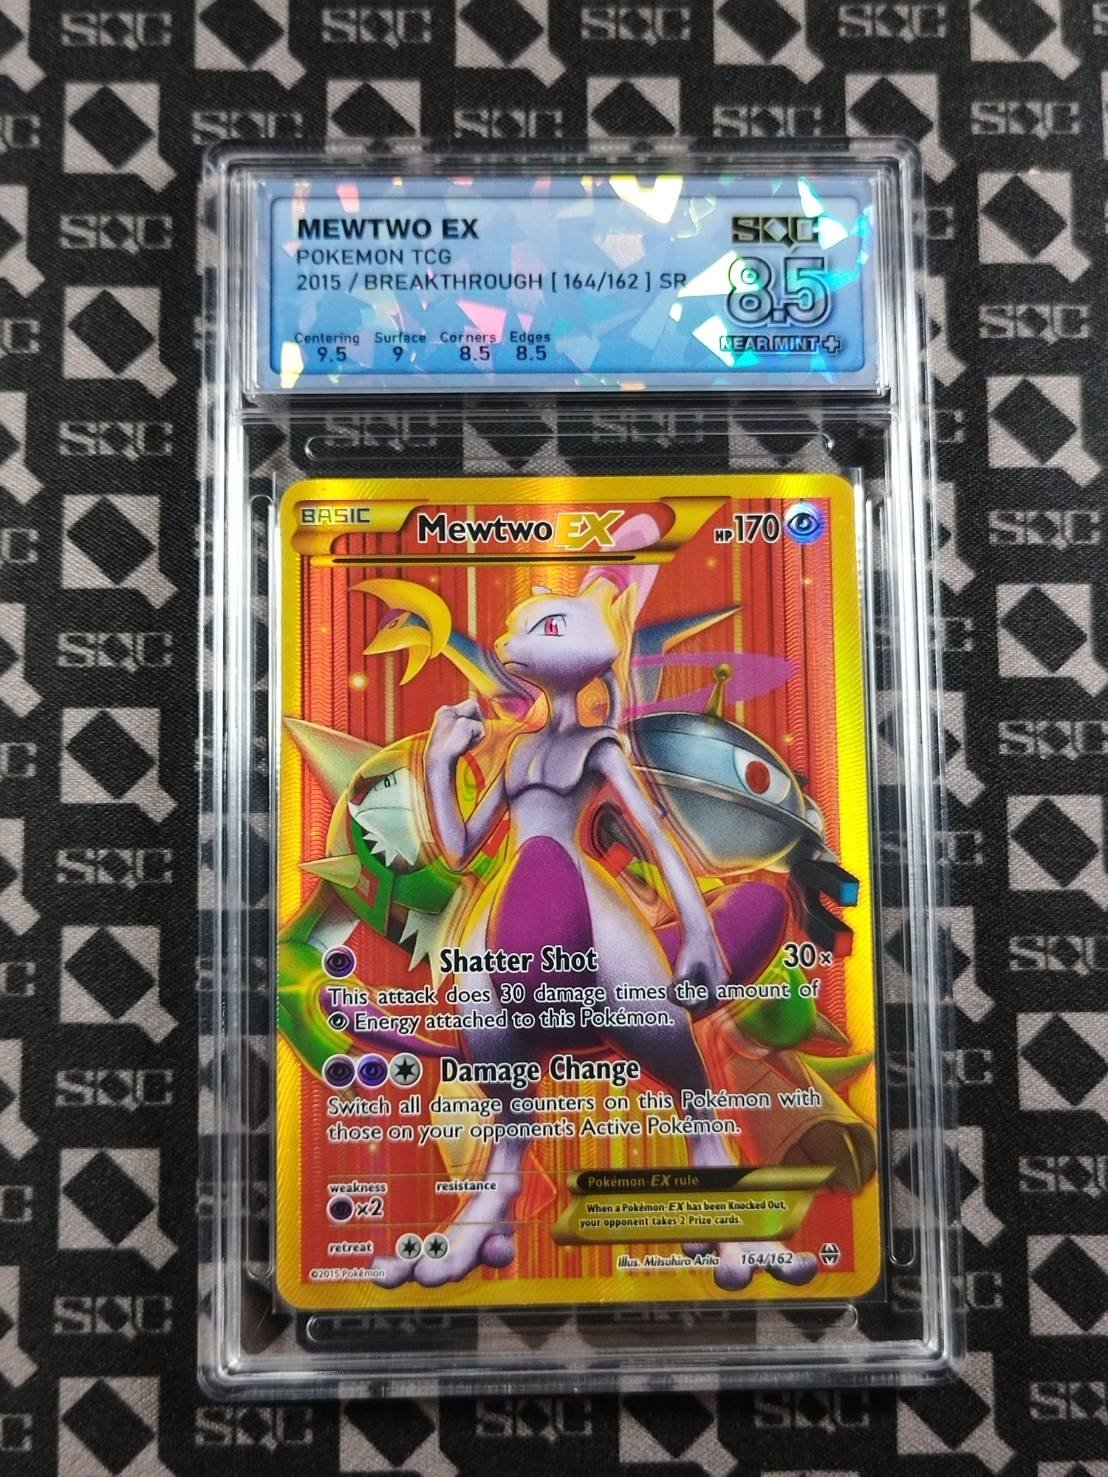 MEWTWO EX
POKEMON TCG
2015 / BREAKTHROUGH [ 164/162 ] SR
Centering Surface Corners Edges
9.5 9 8.5 8.5
SQC
8.5
NEAR MINT +
BASIC
Mewtwo EX
HP170
Shatter Shot 30×
This attack does 30 damage times the amount of
Energy attached to this Pokémon.
Damage Change
Switch all damage counters on this Pokémon with
those on your opponent's Active Pokémon.
weakness resistance
×2
Pokémon-EX rule
When a Pokémon-EX has been Knocked Out,
your opponent takes 2 Prize cards.
retreat
Illus. Mitsuhiro Arita 164/162
©2015 Pokémon